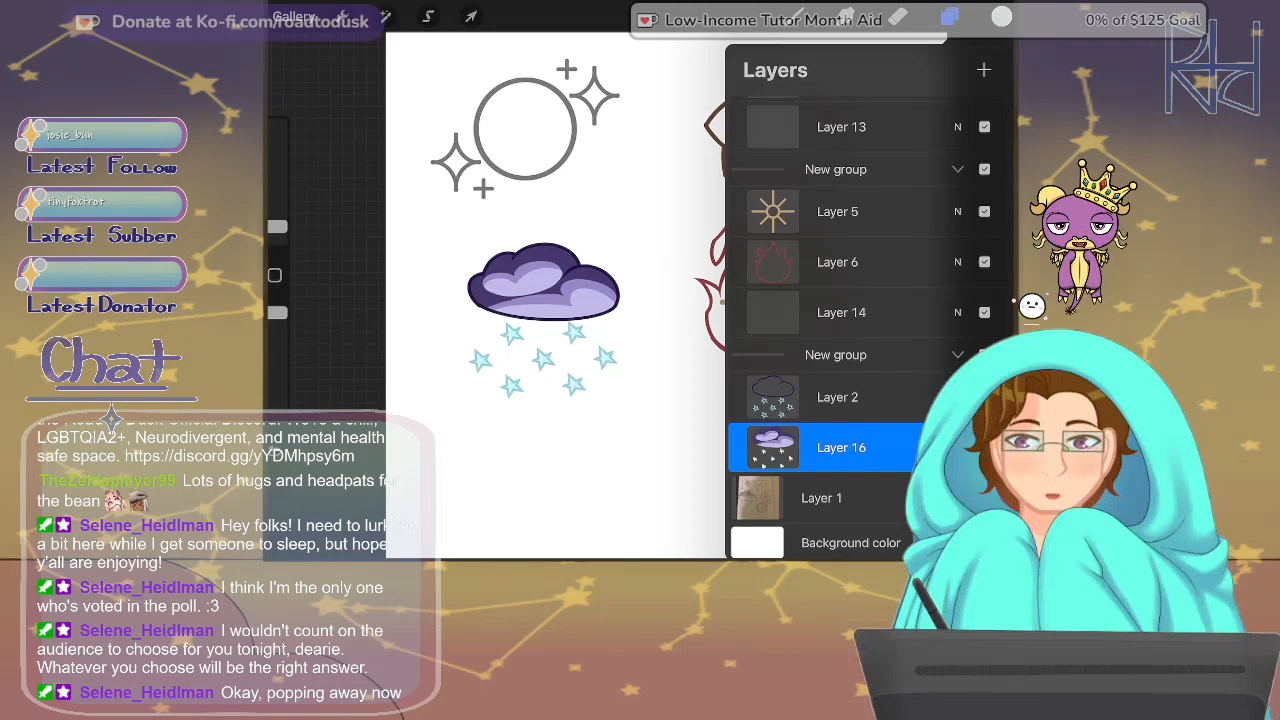 Donate at Ko-fi.com/roadtodusk
Gallery
Low-Income Tutor Month Aid
0% of $125 Goal
josie_bun
Latest Follow
tinyfoxtrot
Latest Subber
Latest Donator
Chat
LGBTQIA2+, Neurodivergent, and mental health
safe space. https://discord.gg/yYDMhpsy6m
TheZeldaplayer99 Lots of hugs and headpats for
the bean
Selene_Heidlman Hey folks! I need to lurk
a bit here while I get someone to sleep, but hope
y'all are enjoying!
Selene_Heidlman I think I'm the only one
who's voted in the poll. :3
Selene_Heidlman I wouldn't count on the
audience to choose for you tonight, dearie.
Whatever you choose will be the right answer.
Selene_Heidlman Okay, popping away now
Layers
Layer 13 N
New group
Layer 5 N
Layer 6 N
Layer 14 N
New group
Layer 2
Layer 16
Layer 1
Background color